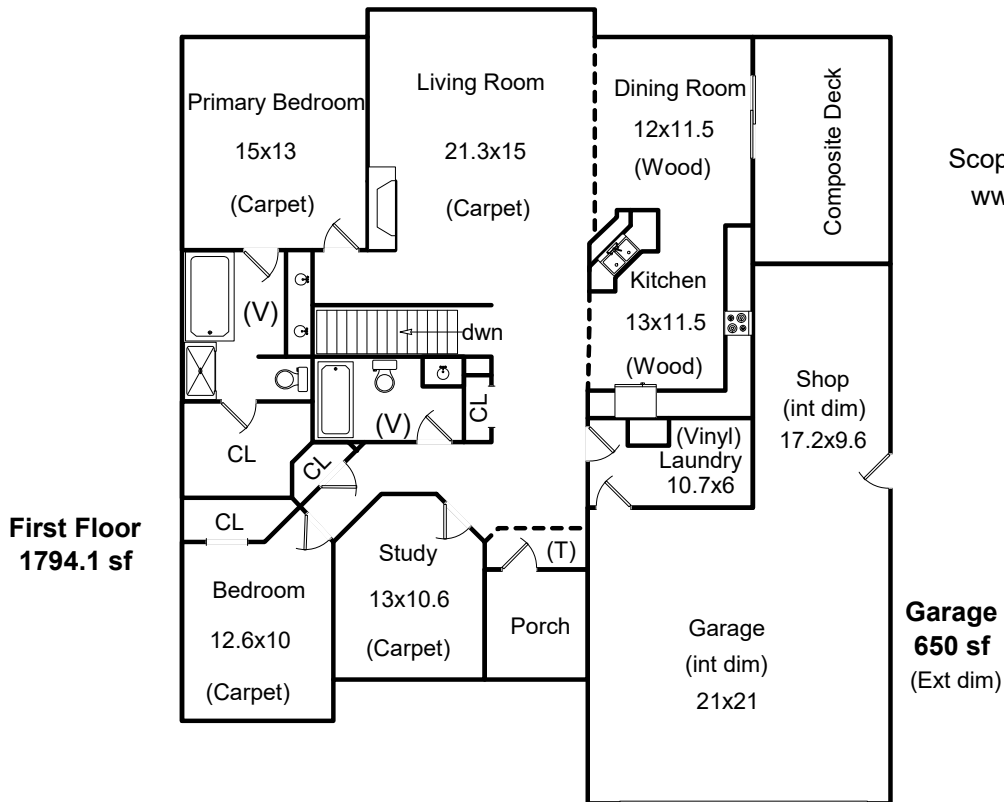 Primary Bedroom
15x13
(Carpet)
Living Room
21.3x15
(Carpet)
Dining Room
12x11.5
(Wood)
Composite Deck
(V)
dwn
Kitchen
13x11.5
(Wood)
Shop
(int dim)
17.2x9.6
CL
(V)
CL
CL
(Vinyl)
Laundry
10.7x6
CL
First Floor
1794.1 sf
Bedroom
12.6x10
(Carpet)
Study
13x10.6
(Carpet)
(T)
Porch
Garage
(int dim)
21x21
Garage
650 sf
(Ext dim)